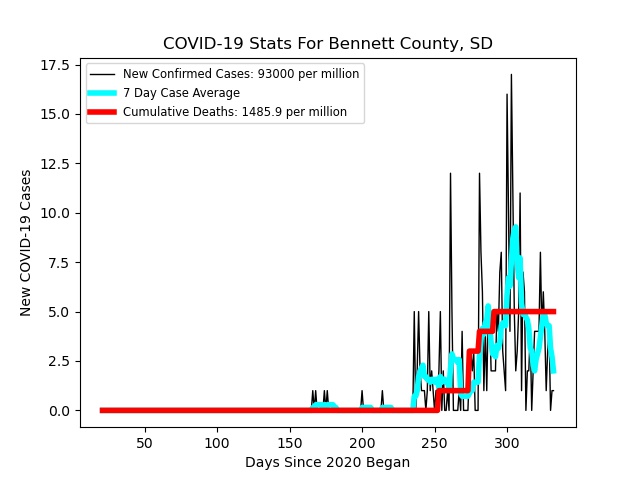 COVID-19 Stats For Bennett County, SD
17.5
15.0
12.5
10.0
7.5
5.0
2.5
0.0
New COVID-19 Cases
New Confirmed Cases: 93000 per million
7 Day Case Average
Cumulative Deaths: 1485.9 per million
50 100 150 200 250 300
Days Since 2020 Began